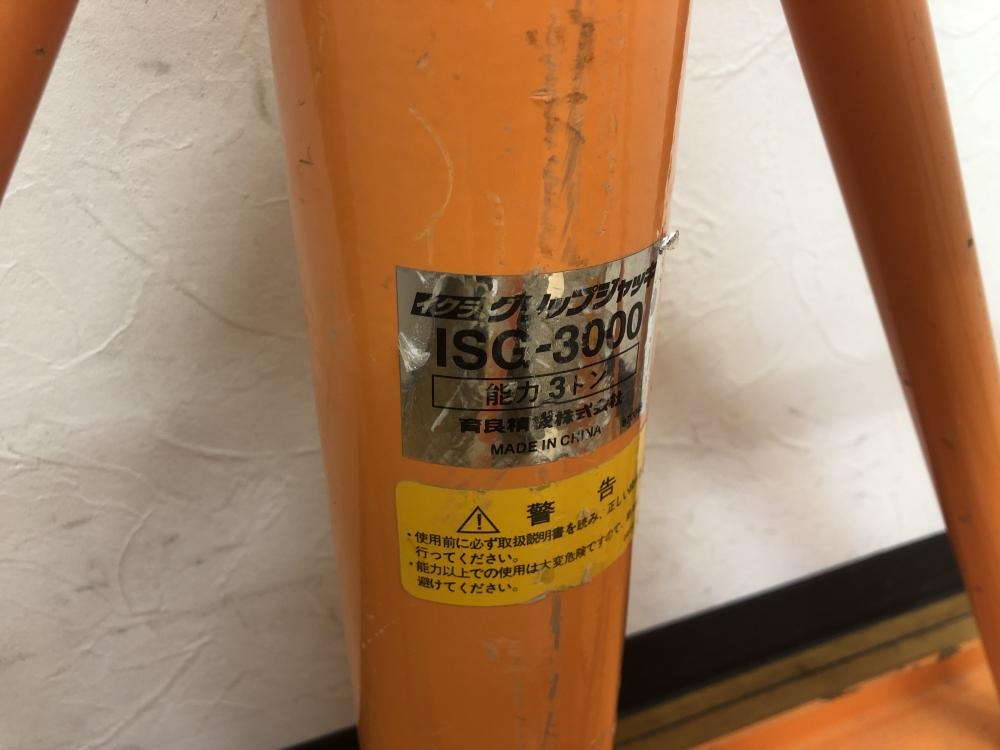 イクラ グリップジャッキ
ISG-3000
能力 3トン
育良精機株式会社
MADE IN CHINA
警 告
・使用前に必ず取扱説明書を読み、正しい
行ってください。
・能力以上での使用は大変危険ですので、
避けてください。